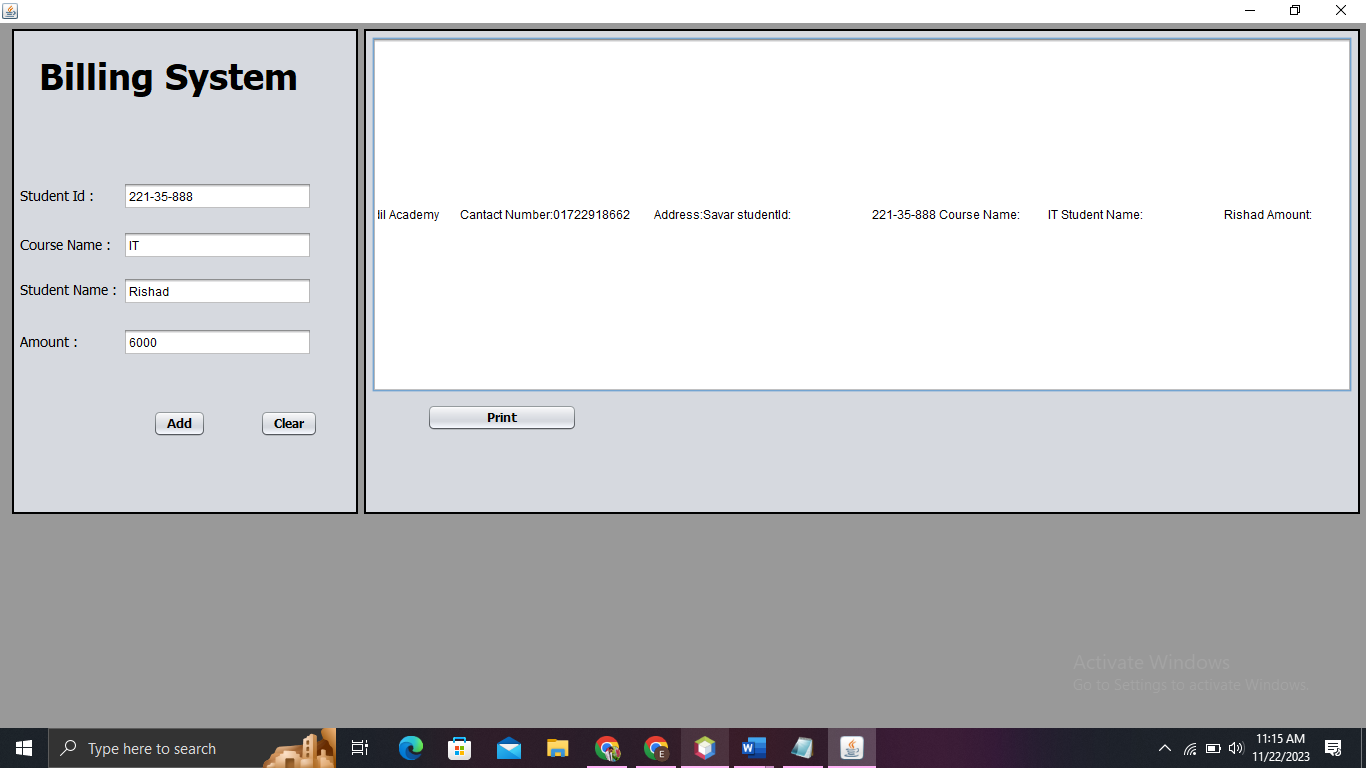 Billing System
Student Id :
221-35-888
Course Name :
IT
Student Name :
Rishad
Amount :
6000
Add
Clear
lil Academy Cantact Number:01722918662 Address:Savar studentId: 221-35-888 Course Name: IT Student Name: Rishad Amount:
Print
Activate Windows
Go to Settings to activate Windows.
Type here to search
E
W
11:15 AM
11/22/2023